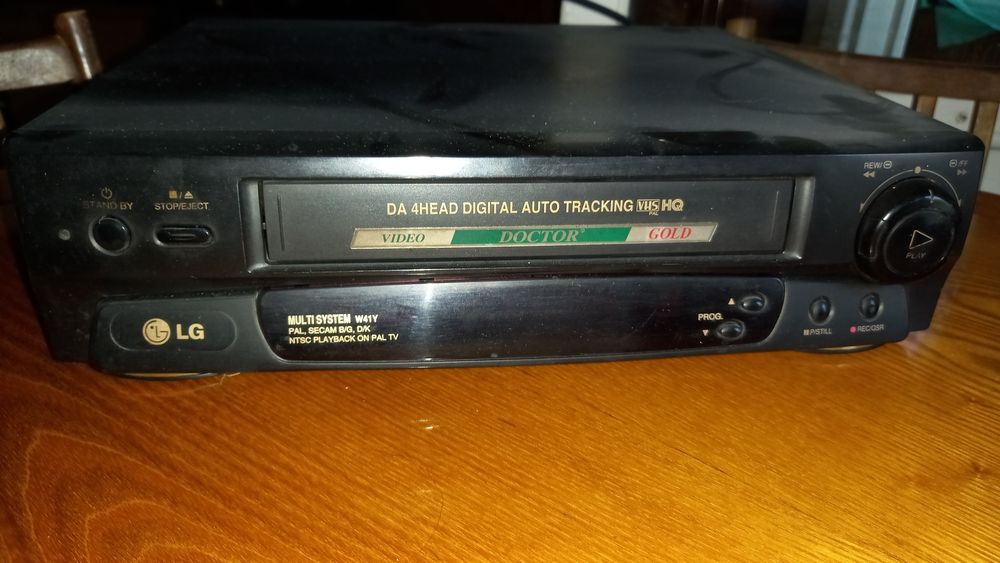 STAND BY
■/⏏
STOP/EJECT
DA 4HEAD DIGITAL AUTO TRACKING VHS HQ
PAL
VIDEO DOCTOR GOLD
REW/⊖
◀◀
⊖/FF
▶▶
PLAY
LG
MULTI SYSTEM W41Y
PAL, SECAM B/G, D/K
NTSC PLAYBACK ON PAL TV
▲
PROG.
▼
P/STILL
REC/QSR